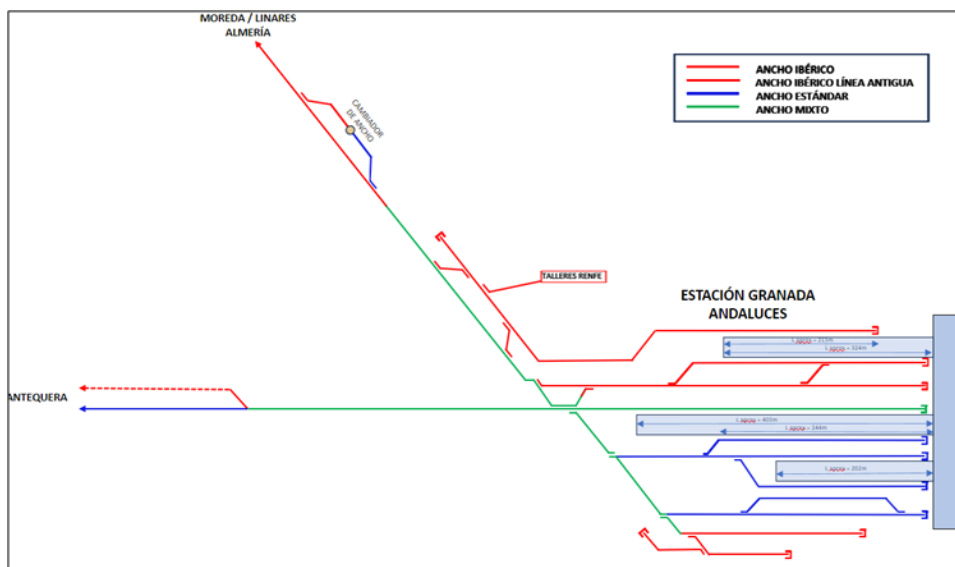 MOREDA / LINARES
ALMERÍA
CAMBIADOR
DE ANCHO
ANCHO IBÉRICO
ANCHO IBÉRICO LÍNEA ANTIGUA
ANCHO ESTÁNDAR
ANCHO MIXTO
TALLERES RENFE
ESTACIÓN GRANADA
ANDALUCES
ANTEQUERA